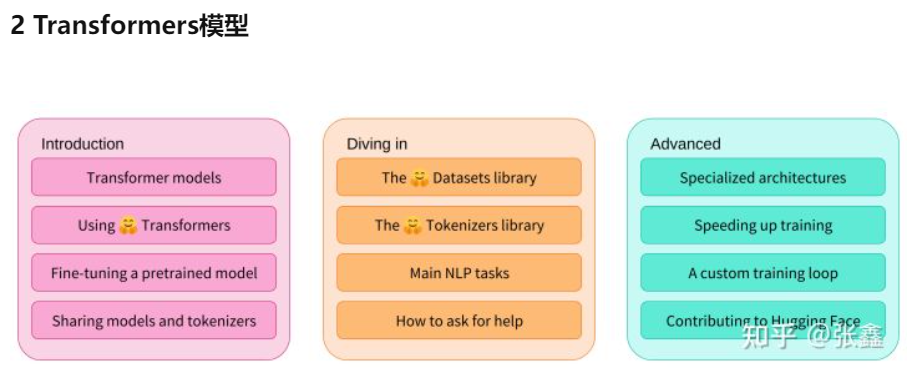 2 Transformers模型
Introduction
Transformer models
Using 🤗 Transformers
Fine-tuning a pretrained model
Sharing models and tokenizers
Diving in
The 🤗 Datasets library
The 🤗 Tokenizers library
Main NLP tasks
How to ask for help
Advanced
Specialized architectures
Speeding up training
A custom training loop
Contributing to Hugging Face
知乎 @张鑫